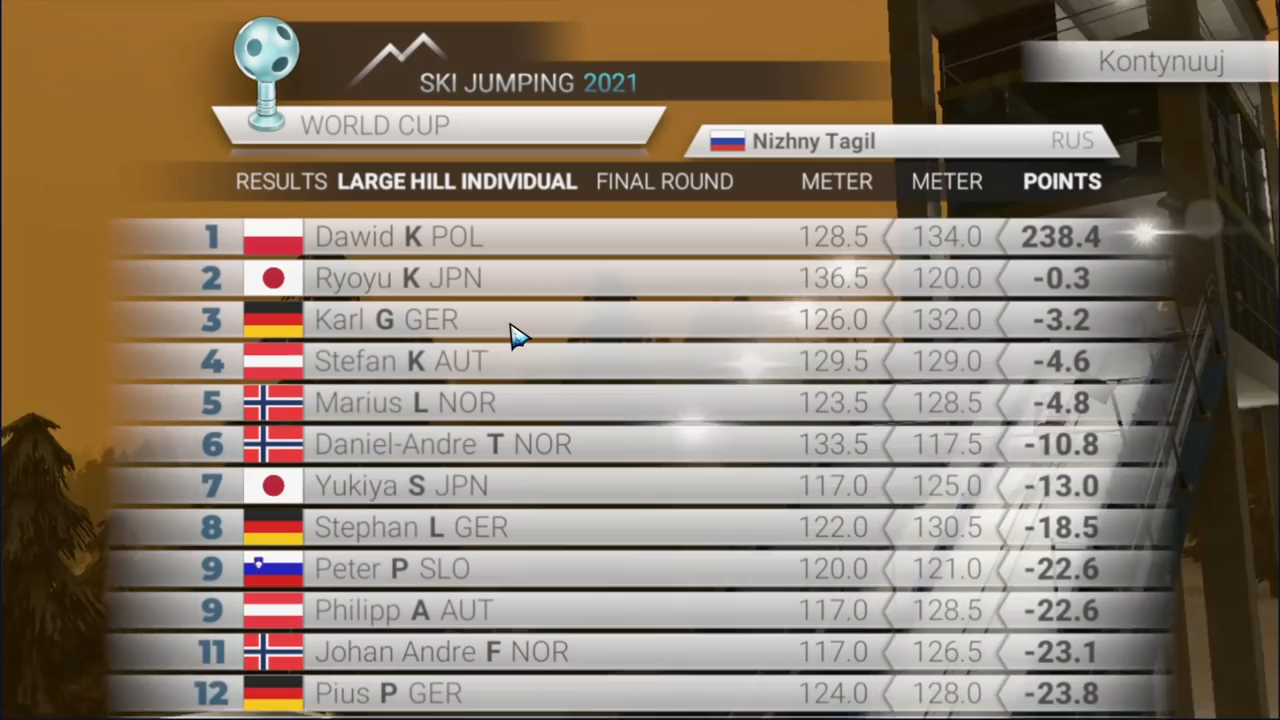 SKI JUMPING 2021
Kontynuuj
WORLD CUP
Nizhny Tagil RUS
RESULTS LARGE HILL INDIVIDUAL FINAL ROUND METER METER POINTS
1 Dawid K POL 128.5 134.0 238.4
2 Ryoyu K JPN 136.5 120.0 -0.3
3 Karl G GER 126.0 132.0 -3.2
4 Stefan K AUT 129.5 129.0 -4.6
5 Marius L NOR 123.5 128.5 -4.8
6 Daniel-Andre T NOR 133.5 117.5 -10.8
7 Yukiya S JPN 117.0 125.0 -13.0
8 Stephan L GER 122.0 130.5 -18.5
9 Peter P SLO 120.0 121.0 -22.6
9 Philipp A AUT 117.0 128.5 -22.6
11 Johan Andre F NOR 117.0 126.5 -23.1
12 Pius P GER 124.0 128.0 -23.8